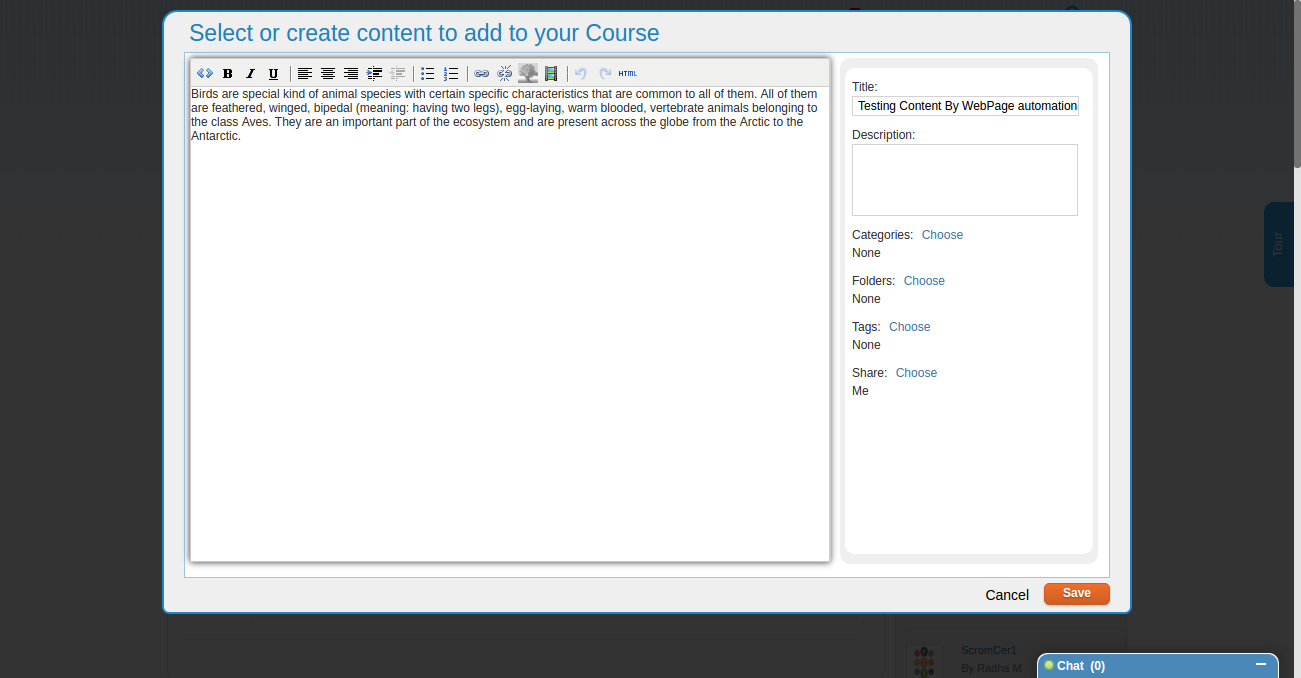 Select or create content to add to your Course
B I U HTML
Birds are special kind of animal species with certain specific characteristics that are common to all of them. All of them
are feathered, winged, bipedal (meaning: having two legs), egg-laying, warm blooded, vertebrate animals belonging to
the class Aves. They are an important part of the ecosystem and are present across the globe from the Arctic to the
Antarctic.
Title:
Testing Content By WebPage automation
Description:
Categories: Choose
None
Folders: Choose
None
Tags: Choose
None
Share: Choose
Me
Cancel Save
Tour
ScromCer1
By Radha M
Chat (0)